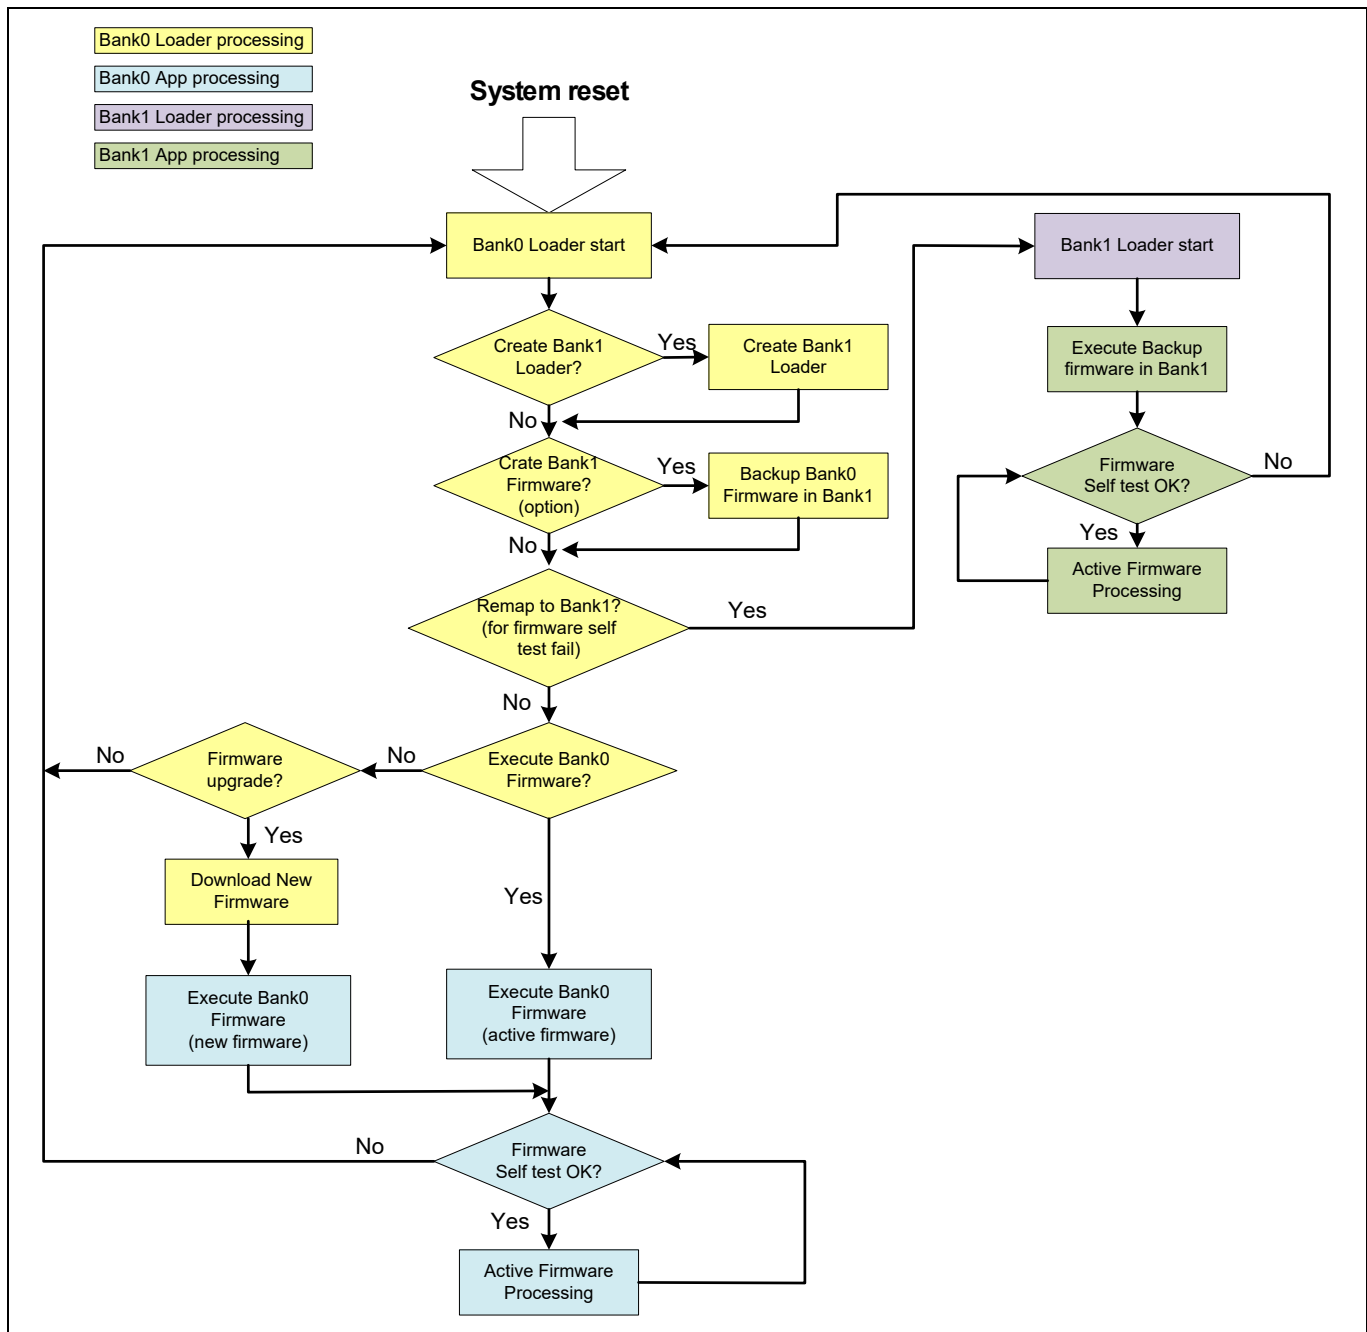 Bank0 Loader processing
Bank0 App processing
Bank1 Loader processing
Bank1 App processing
System reset
Bank0 Loader start
Bank1 Loader start
Create Bank1
Loader?
Yes
Create Bank1
Loader
Execute Backup
firmware in Bank1
No
Crate Bank1
Firmware?
(option)
Yes
Backup Bank0
Firmware in Bank1
Firmware
Self test OK?
No
Yes
No
Active Firmware
Processing
Remap to Bank1?
(for firmware self
test fail)
Yes
No
Execute Bank0
Firmware?
No
Firmware
upgrade?
No
Yes
Download New
Firmware
Yes
Execute Bank0
Firmware
(new firmware)
Execute Bank0
Firmware
(active firmware)
Firmware
Self test OK?
No
Yes
Active Firmware
Processing